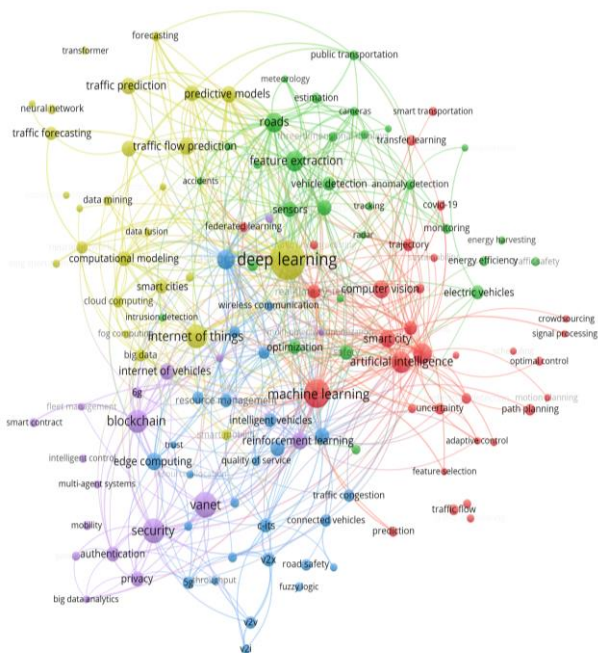 forecasting
transformer
public transportation
traffic prediction
meteorology
predictive models
estimation
neural network
cameras
smart transportation
roads
traffic forecasting
traffic flow prediction
transfer learning
feature extraction
accidents
vehicle detection
anomaly detection
data mining
sensors
tracking
covid-19
federated learning
monitoring
data fusion
radar
energy harvesting
trajectory
computational modeling
deep learning
energy efficiency
smart cities
computer vision
electric vehicles
cloud computing
wireless communication
intrusion detection
crowdsourcing
fog computing
internet of things
smart city
signal processing
optimization
big data
artificial intelligence
optimal control
internet of vehicles
6g
machine learning
resource management
fleet management
uncertainty
path planning
motion planning
smart contract
blockchain
intelligent vehicles
smart mobility
reinforcement learning
adaptive control
trust
intelligent control
edge computing
quality of service
feature selection
multi-agent systems
traffic congestion
vanet
traffic flow
mobility
security
c-its
connected vehicles
prediction
authentication
v2x
road safety
privacy
5g
throughput
fuzzy logic
big data analytics
v2v
v2i